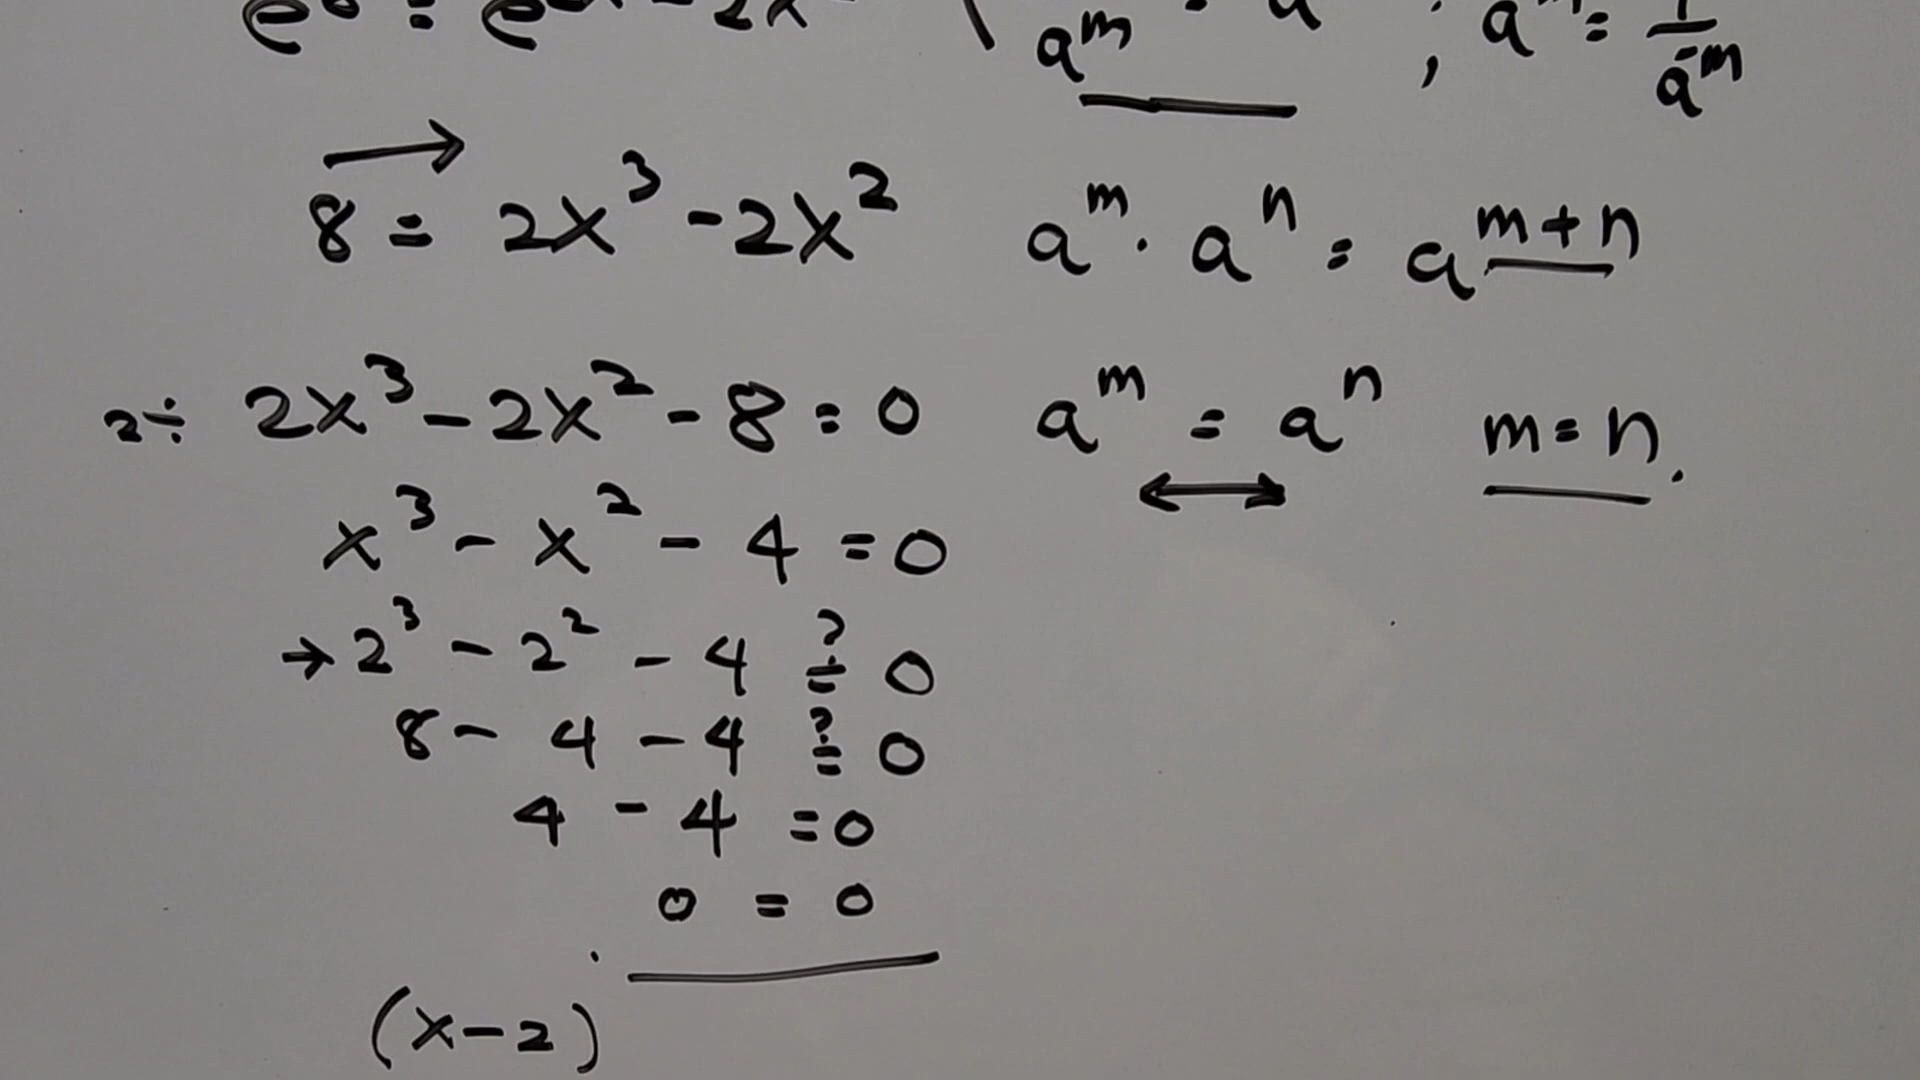 a^m ; a^m = 1/a^-m
8 = 2x^3 - 2x^2 a^m · a^n = a^(m+n)
2÷ 2x^3 - 2x^2 - 8 = 0 a^m = a^n m = n.
x^3 - x^2 - 4 = 0
→ 2^3 - 2^2 - 4 ≟ 0
8 - 4 - 4 ≟ 0
4 - 4 = 0
0 = 0
(x-2)